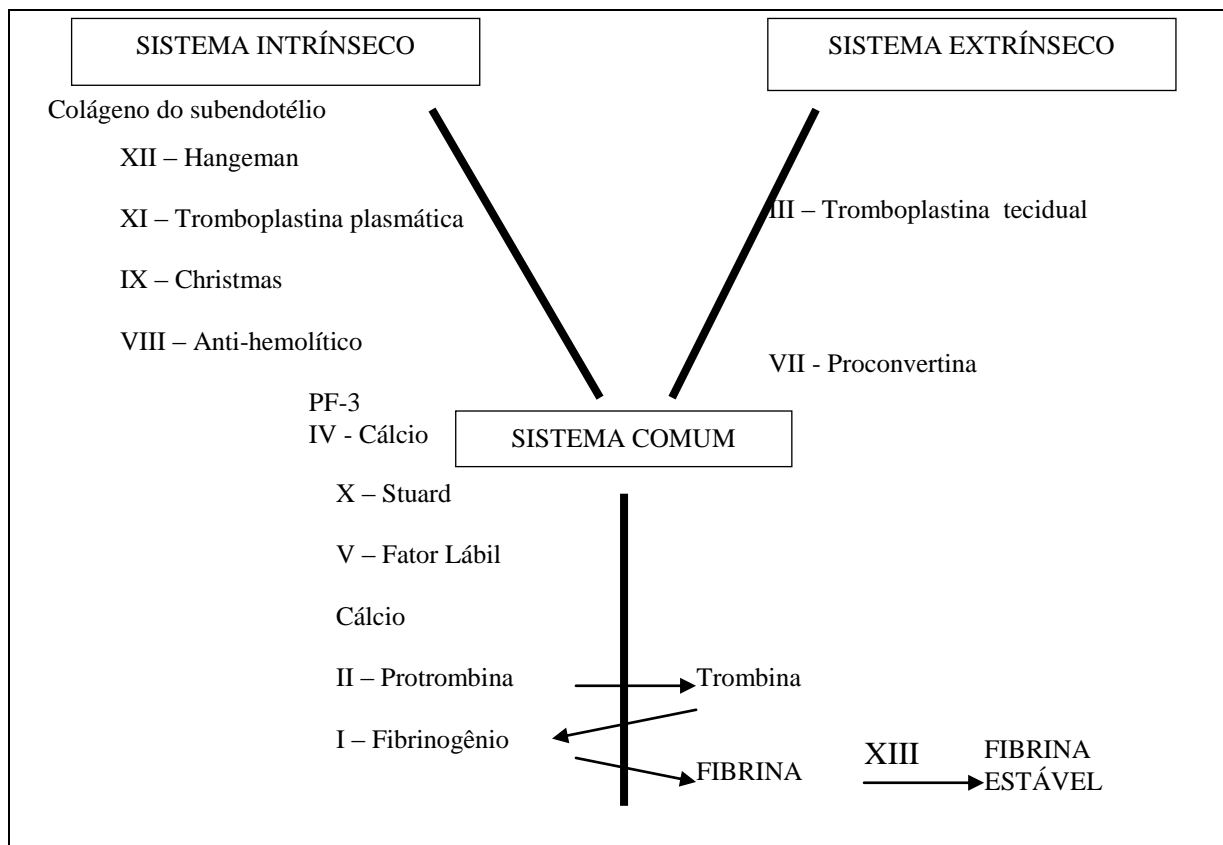 SISTEMA INTRÍNSECO
SISTEMA EXTRÍNSECO
Colágeno do subendotélio
XII – Hangeman
XI – Tromboplastina plasmática
III – Tromboplastina tecidual
IX – Christmas
VIII – Anti-hemolítico
VII - Proconvertina
PF-3
IV - Cálcio
SISTEMA COMUM
X – Stuard
V – Fator Lábil
Cálcio
II – Protrombina
Trombina
I – Fibrinogênio
FIBRINA
XIII
FIBRINA
ESTÁVEL